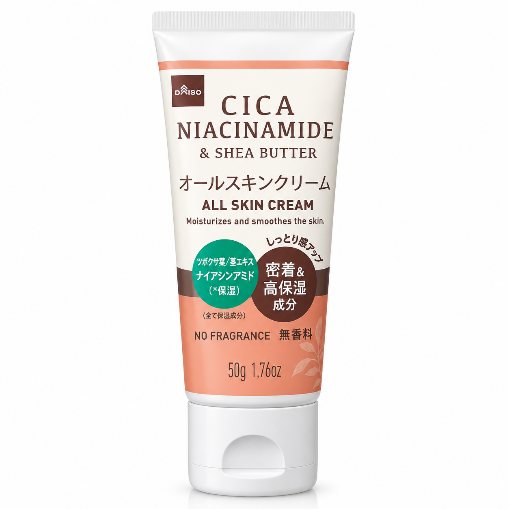 DAISO
CICA
NIACINAMIDE
& SHEA BUTTER
オールスキンクリーム
ALL SKIN CREAM
Moisturizes and smoothes the skin.
しっとり感アップ
ツボクサ葉/茎エキス
ナイアシンアミド
(*保湿)
(全て保湿成分)
密着&
高保湿
成分
NO FRAGRANCE 無香料
50g 1.76oz